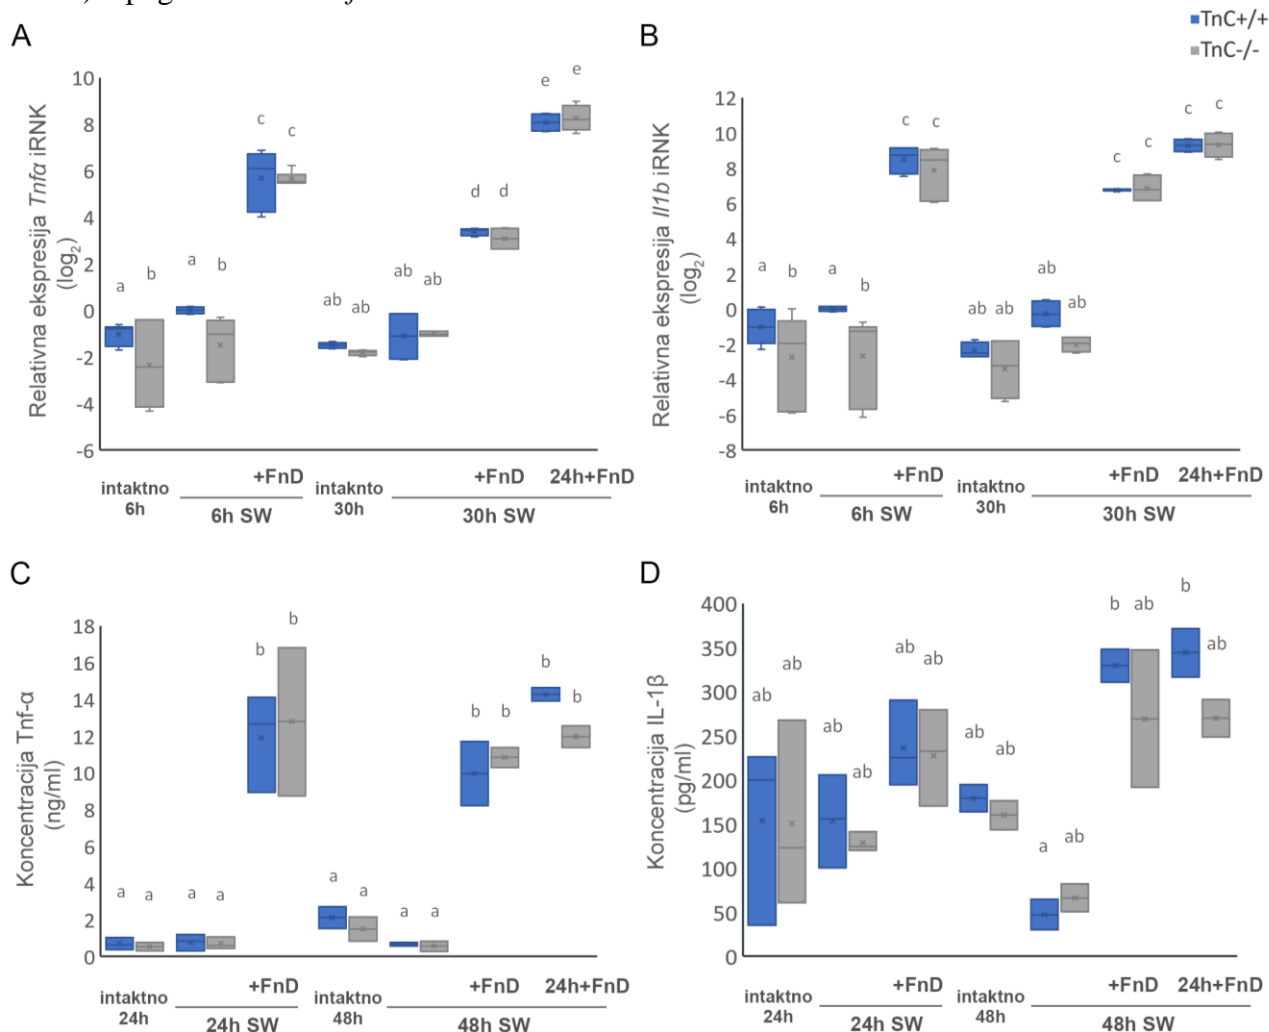 TnC+/+
TnC-/-
A
Relativna ekspresija Tnfα iRNK
(log2)
10
8
6
4
2
0
-2
-4
-6
a
b
a
b
c
c
ab
ab
ab
ab
d
d
e
e
+FnD
+FnD
24h+FnD
intaktno
6h
6h SW
intaknto
30h
30h SW
B
Relativna ekspresija Il1b iRNK
(log2)
12
10
8
6
4
2
0
-2
-4
-6
-8
a
b
a
b
c
c
ab
ab
ab
ab
c
c
c
c
+FnD
+FnD
24h+FnD
intaktno
6h
6h SW
intaktno
30h
30h SW
C
Koncentracija Tnf-α
(ng/ml)
18
16
14
12
10
8
6
4
2
0
a
a
a
a
b
b
a
a
a
a
b
b
b
b
+FnD
+FnD
24h+FnD
intaktno
24h
24h SW
intaktno
48h
48h SW
D
Koncentracija IL-1β
(pg/ml)
400
350
300
250
200
150
100
50
0
ab
ab
ab
ab
ab
ab
ab
ab
a
ab
b
ab
b
ab
+FnD
+FnD
24h+FnD
intaktno
24h
24h SW
intaktno
48h
48h SW